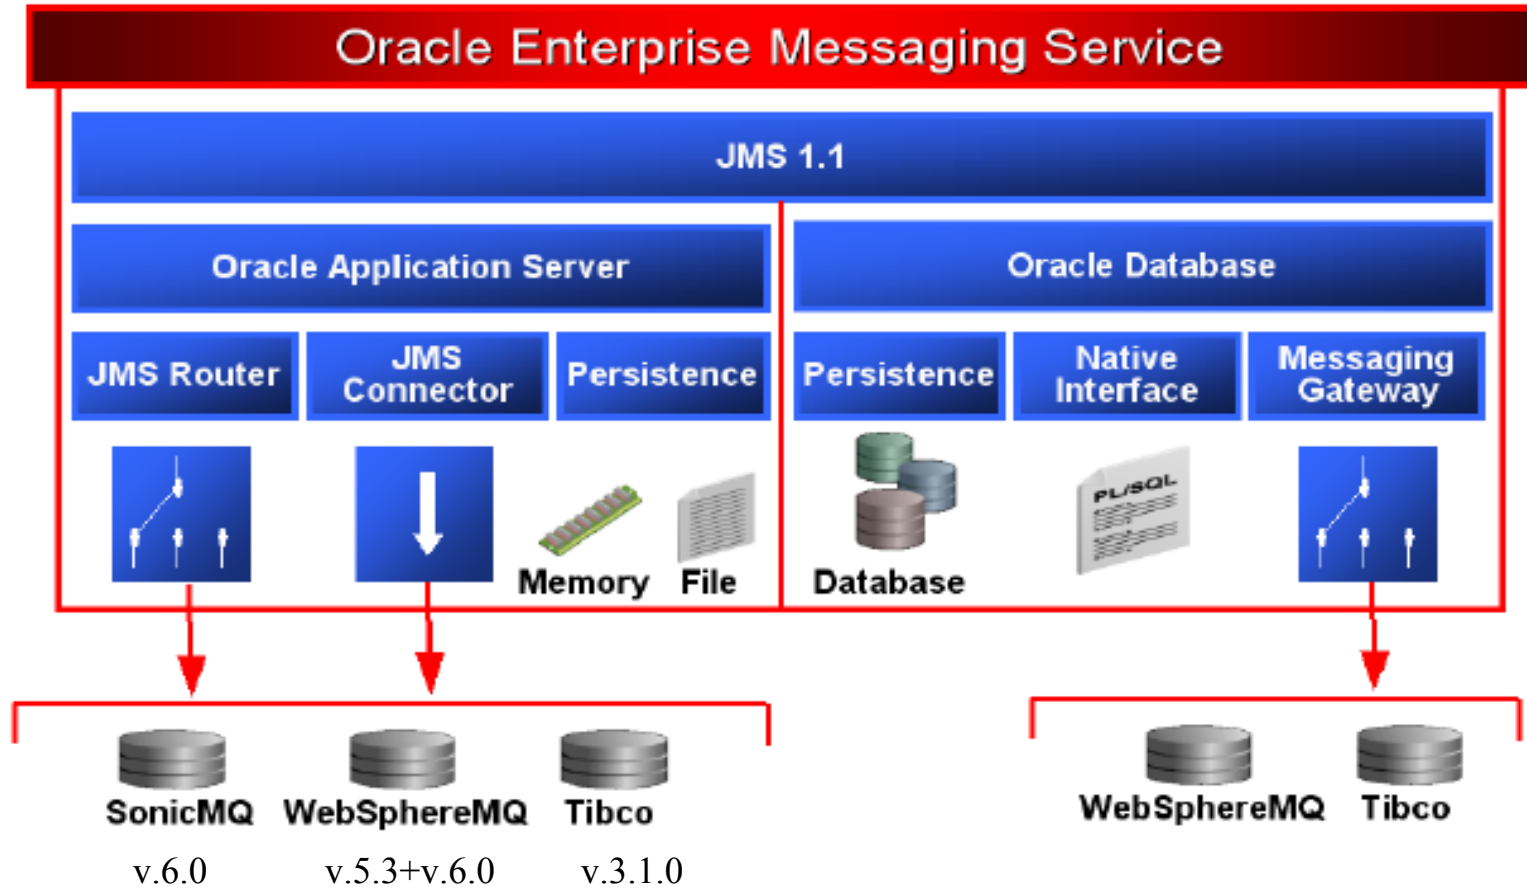 Oracle Enterprise Messaging Service
JMS 1.1
Oracle Application Server
Oracle Database
JMS Router
JMS
Connector
Persistence
Persistence
Native
Interface
Messaging
Gateway
PL/SQL
Memory
File
Database
SonicMQ
WebSphereMQ
Tibco
WebSphereMQ
Tibco
v.6.0
v.5.3+v.6.0
v.3.1.0